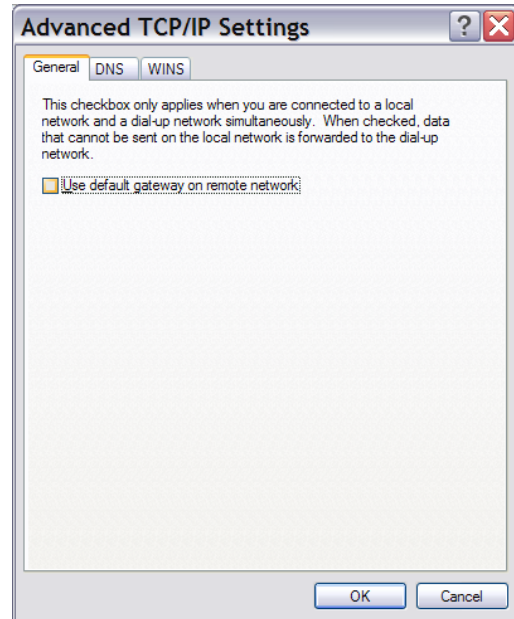 Advanced TCP/IP Settings
?
General DNS WINS
This checkbox only applies when you are connected to a local
network and a dial-up network simultaneously. When checked, data
that cannot be sent on the local network is forwarded to the dial-up
network.
Use default gateway on remote network
OK Cancel